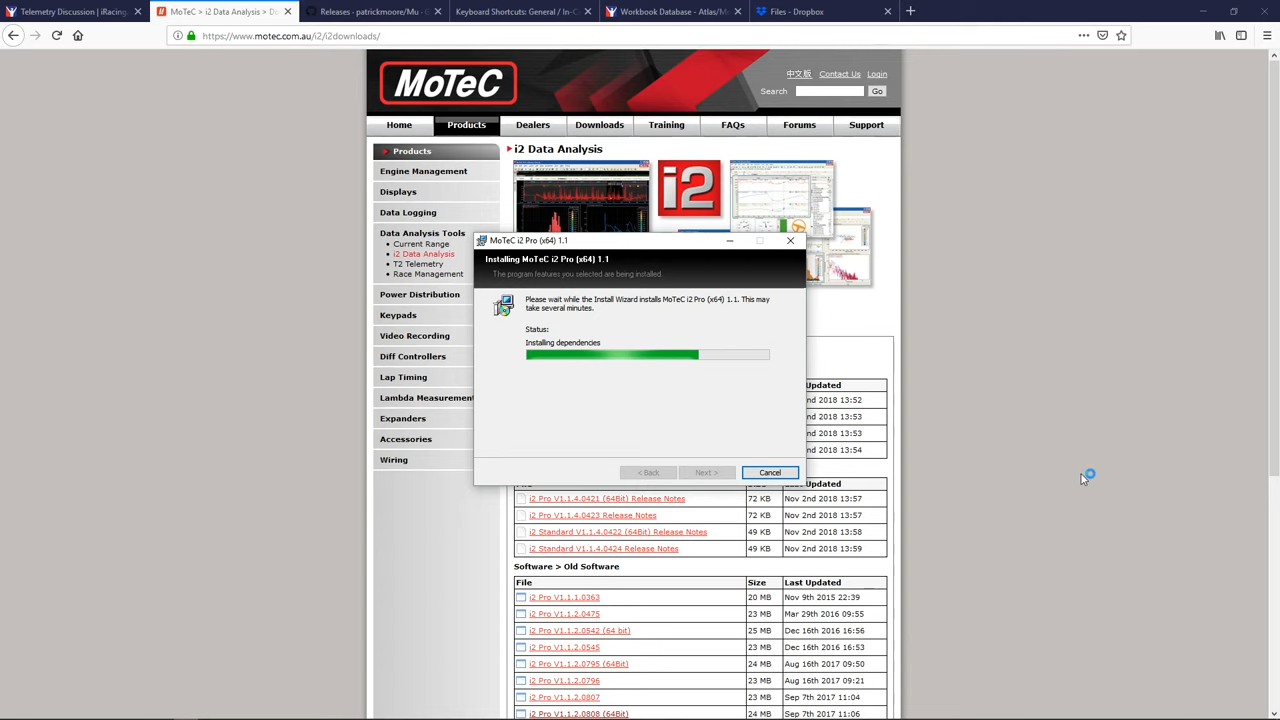 Telemetry Discussion | iRacing
MoTeC > i2 Data Analysis > Do
Releases · patrickmoore/Mu · G
Keyboard Shortcuts: General / In-C
Workbook Database - Atlas/Mo
Files - Dropbox
https://www.motec.com.au/i2/i2downloads/
MoTeC
中文版 Contact Us Login
Search Go
Home Products Dealers Downloads Training FAQs Forums Support
Products
Engine Management
Displays
Data Logging
Data Analysis Tools
Current Range
i2 Data Analysis
T2 Telemetry
Race Management
Power Distribution
Keypads
Video Recording
Diff Controllers
Lap Timing
Lambda Measurement
Expanders
Accessories
Wiring
i2 Data Analysis
i2
MoTeC i2 Pro (x64) 1.1
Installing MoTeC i2 Pro (x64) 1.1
The program features you selected are being installed.
Please wait while the Install Wizard installs MoTeC i2 Pro (x64) 1.1. This may
take several minutes.
Status:
Installing dependencies
< Back Next > Cancel
Updated
nd 2018 13:52
nd 2018 13:53
nd 2018 13:53
nd 2018 13:54
Updated
i2 Pro V1.1.4.0421 (64Bit) Release Notes 72 KB Nov 2nd 2018 13:57
i2 Pro V1.1.4.0423 Release Notes 72 KB Nov 2nd 2018 13:57
i2 Standard V1.1.4.0422 (64Bit) Release Notes 49 KB Nov 2nd 2018 13:58
i2 Standard V1.1.4.0424 Release Notes 49 KB Nov 2nd 2018 13:59
Software > Old Software
File Size Last Updated
i2 Pro V1.1.1.0363 20 MB Nov 9th 2015 22:39
i2 Pro V1.1.2.0475 23 MB Mar 29th 2016 09:55
i2 Pro V1.1.2.0542 (64 bit) 25 MB Dec 16th 2016 16:56
i2 Pro V1.1.2.0545 23 MB Dec 16th 2016 16:53
i2 Pro V1.1.2.0795 (64Bit) 24 MB Aug 16th 2017 09:50
i2 Pro V1.1.2.0796 23 MB Aug 16th 2017 09:21
i2 Pro V1.1.2.0807 23 MB Sep 7th 2017 11:04
i2 Pro V1.1.2.0808 (64Bit) 24 MB Sep 7th 2017 11:06